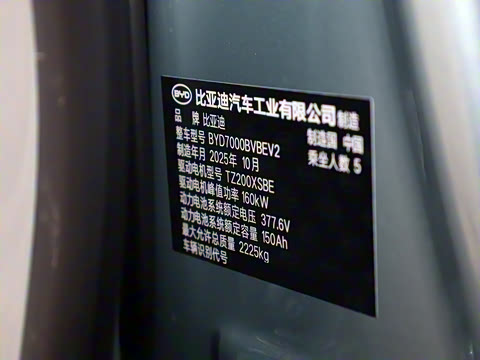 BYD 比亚迪汽车工业有限公司 制造
品 牌 比亚迪 制造国 中国
整车型号 BYD7000BVBEV2 乘坐人数 5
制造年月 2025年 10月
驱动电机型号 TZ200XSBE
驱动电机峰值功率 160kW
动力电池系统额定电压 377.6V
动力电池系统额定容量 150Ah
最大允许总质量 2225kg
车辆识别代号